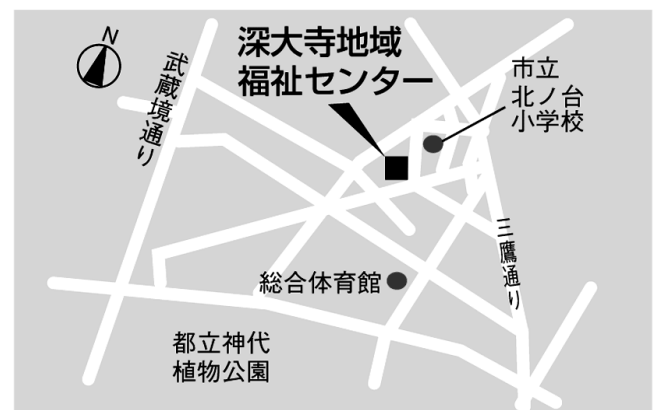 N
深大寺地域
福祉センター
武蔵境通り
市立
北ノ台
小学校
三鷹通り
総合体育館
都立神代
植物公園